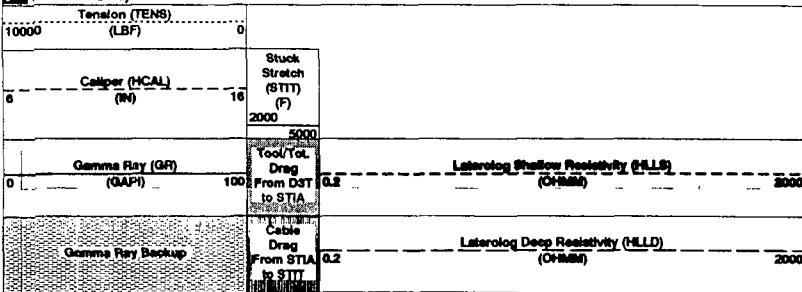 Tension (TENS)
10000 (LBF) 0
Stuck
Stretch
(STIT)
(F)
2000
5000
Caliper (HCAL)
6 (IN) 16
Gamma Ray (GR)
0 (GAPI) 100
Tool/Tot.
Drag
From D3T
to STIA
Laterolog Shallow Resistivity (HLLS)
0.2 (OHMM) 2000
Gamma Ray Backup
Cable
Drag
From STIA
to STIT
Laterolog Deep Resistivity (HLLD)
0.2 (OHMM) 2000